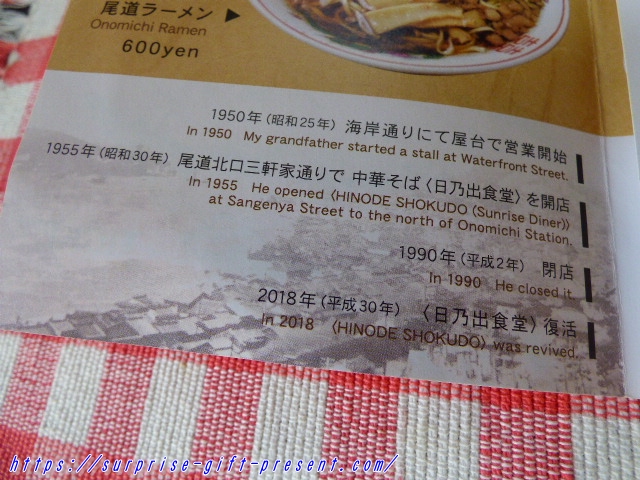 尾道ラーメン ▶
Onomichi Ramen
600yen
1950年（昭和25年） 海岸通りにて屋台で営業開始
In 1950 My grandfather started a stall at Waterfront Street.
1955年（昭和30年） 尾道北口三軒家通りで 中華そば〈日乃出食堂〉を開店
In 1955 He opened 〈HINODE SHOKUDO (Sunrise Diner)〉
at Sangenya Street to the north of Onomichi Station.
1990年（平成2年） 閉店
In 1990 He closed it.
2018年（平成30年） 〈日乃出食堂〉復活
In 2018 〈HINODE SHOKUDO〉 was revived.
https://surprise-gift-present.com/